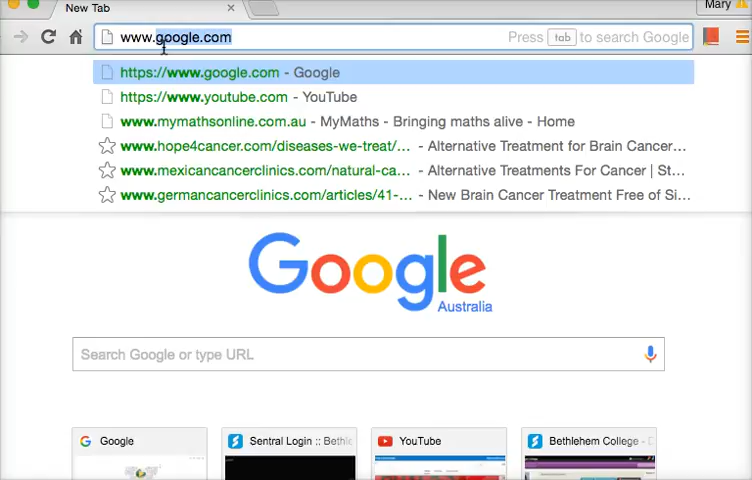 New Tab
Mary
www.google.com
Press tab to search Google
https://www.google.com - Google
https://www.youtube.com - YouTube
www.mymathsonline.com.au - MyMaths - Bringing maths alive - Home
www.hope4cancer.com/diseases-we-treat/... - Alternative Treatment for Brain Cancer...
www.mexicancancerclinics.com/natural-ca... - Alternative Treatments For Cancer | St...
www.germancancerclinics.com/articles/41-... - New Brain Cancer Treatment Free of Si...
Google
Australia
Search Google or type URL
Google
Sentral Login :: Bethle
YouTube
Bethlehem College - D